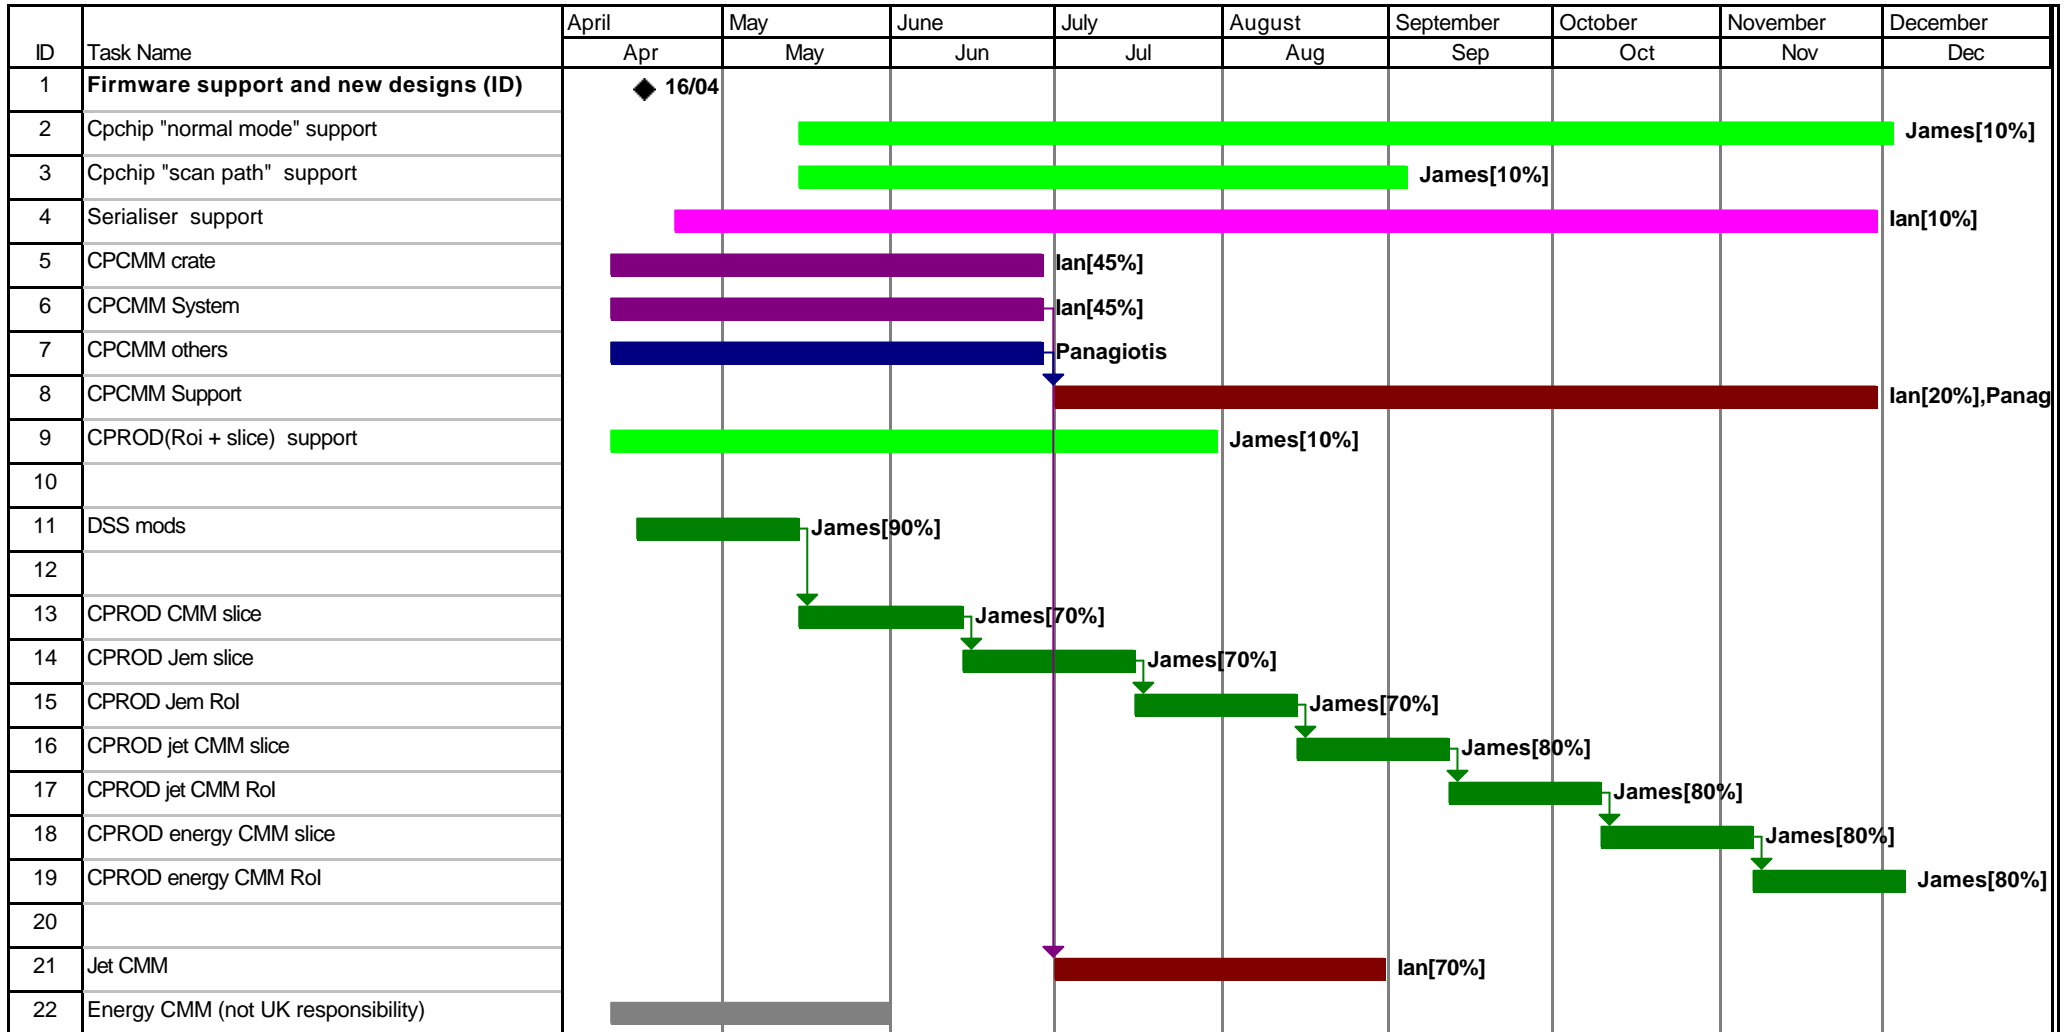 April May June July August September October November December
ID Task Name Apr May Jun Jul Aug Sep Oct Nov Dec
1 Firmware support and new designs (ID) 16/04
2 Cpchip "normal mode" support James[10%]
3 Cpchip "scan path" support James[10%]
4 Serialiser support Ian[10%]
5 CPCMM crate Ian[45%]
6 CPCMM System Ian[45%]
7 CPCMM others Panagiotis
8 CPCMM Support Ian[20%],Panag
9 CPROD(Roi + slice) support James[10%]
10
11 DSS mods James[90%]
12
13 CPROD CMM slice James[70%]
14 CPROD Jem slice James[70%]
15 CPROD Jem RoI James[70%]
16 CPROD jet CMM slice James[80%]
17 CPROD jet CMM RoI James[80%]
18 CPROD energy CMM slice James[80%]
19 CPROD energy CMM RoI James[80%]
20
21 Jet CMM Ian[70%]
22 Energy CMM (not UK responsibility)